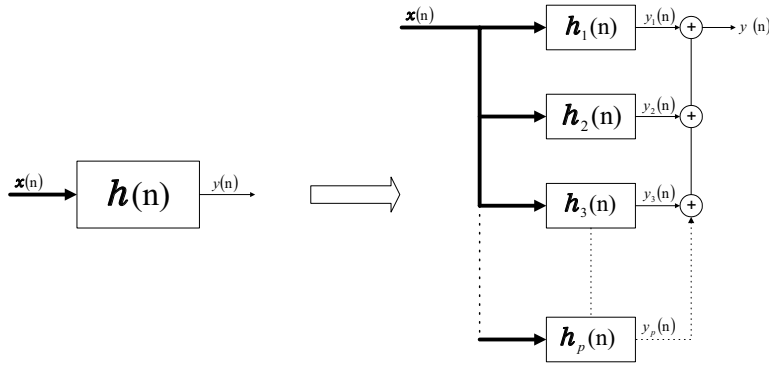 x(n)
h₁(n)
y₁(n)
+
y (n)
h₂(n)
y₂(n)
+
x(n)
h(n)
y(n)
h₃(n)
y₃(n)
+
hₚ(n)
yₚ(n)